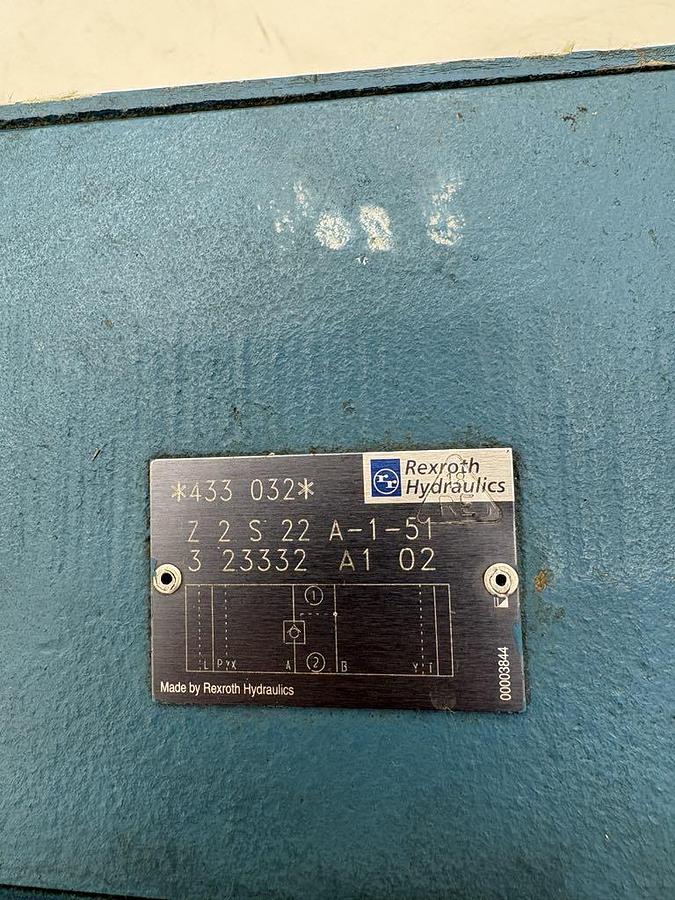 *433 032*
Rexroth
Hydraulics
Z 2 S 22 A-1-51
3 23332 A1 02
1
L P Y X A 2 B Y T
Made by Rexroth Hydraulics
00003844